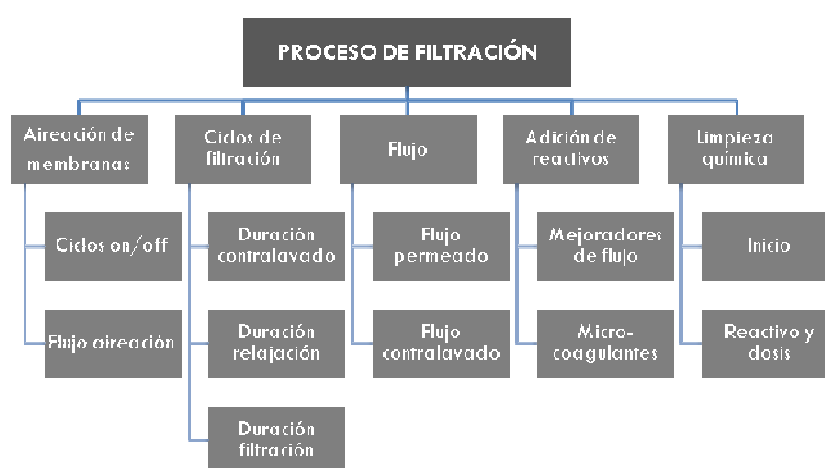 PROCESO DE FILTRACIÓN
Aireación de
membranas
Ciclos on/off
Flujo aireación
Ciclos de
filtración
Duración
contralavado
Duración
relajación
Duración
filtración
Flujo
Flujo
permeado
Flujo
contralavado
Adición de
reactivos
Mejoradores
de flujo
Micro-
coagulantes
Limpieza
química
Inicio
Reactivo y
dosis